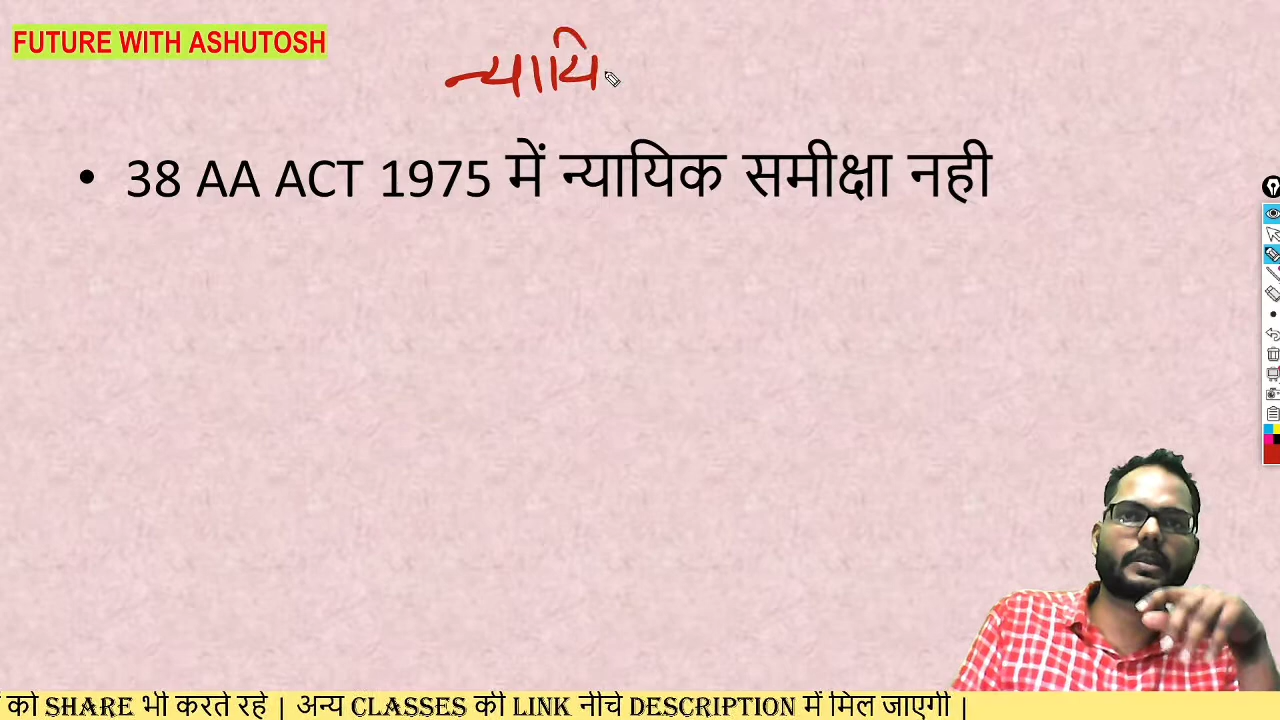 FUTURE WITH ASHUTOSH
न्यायि
• 38 AA ACT 1975 में न्यायिक समीक्षा नही
को SHARE भी करते रहे | अन्य CLASSES की LINK नीचे DESCRIPTION में मिल जाएगी |